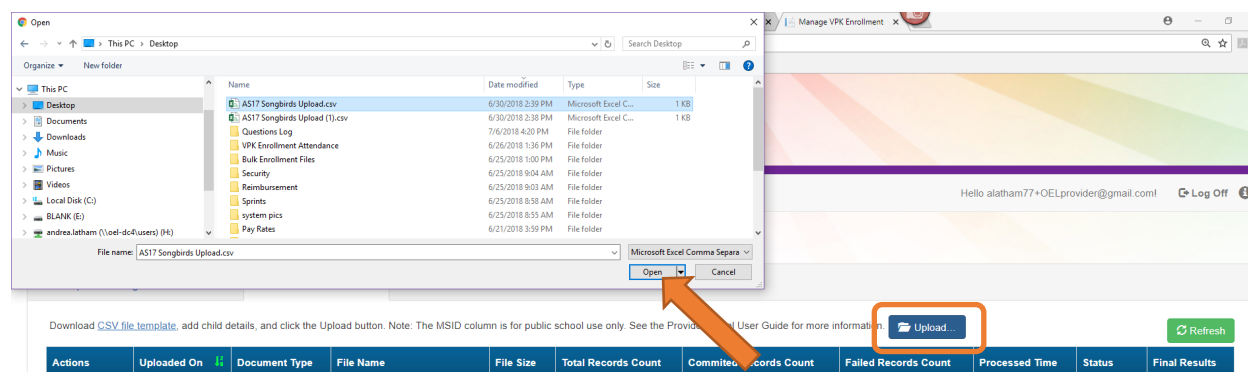 Open
Manage VPK Enrollment
This PC > Desktop
Search Desktop
Organize
New folder
Name
Date modified
Type
Size
This PC
Desktop
Documents
Downloads
Music
Pictures
Videos
Local Disk (C:)
BLANK (E:)
andrea.latham (\\oel-dc4\users) (H:)
AS17 Songbirds Upload.csv 6/30/2018 2:39 PM Microsoft Excel C... 1 KB
AS17 Songbirds Upload (1).csv 6/30/2018 2:38 PM Microsoft Excel C... 1 KB
Questions Log 7/6/2018 4:20 PM File folder
VPK Enrollment Attendance 6/26/2018 1:36 PM File folder
Bulk Enrollment Files 6/25/2018 1:00 PM File folder
Security 6/25/2018 9:04 AM File folder
Reimbursement 6/25/2018 9:03 AM File folder
Sprints 6/25/2018 8:58 AM File folder
system pics 6/25/2018 8:55 AM File folder
Pay Rates 6/21/2018 3:59 PM File folder
File name: AS17 Songbirds Upload.csv
Microsoft Excel Comma Separa
Open
Cancel
Hello alatham77+OELprovider@gmail.com!
Log Off
Download CSV file template, add child details, and click the Upload button. Note: The MSID column is for public school use only. See the User Guide for more information.
Upload...
Refresh
Actions Uploaded On Document Type File Name File Size Total Records Count Commited Records Count Failed Records Count Processed Time Status Final Results